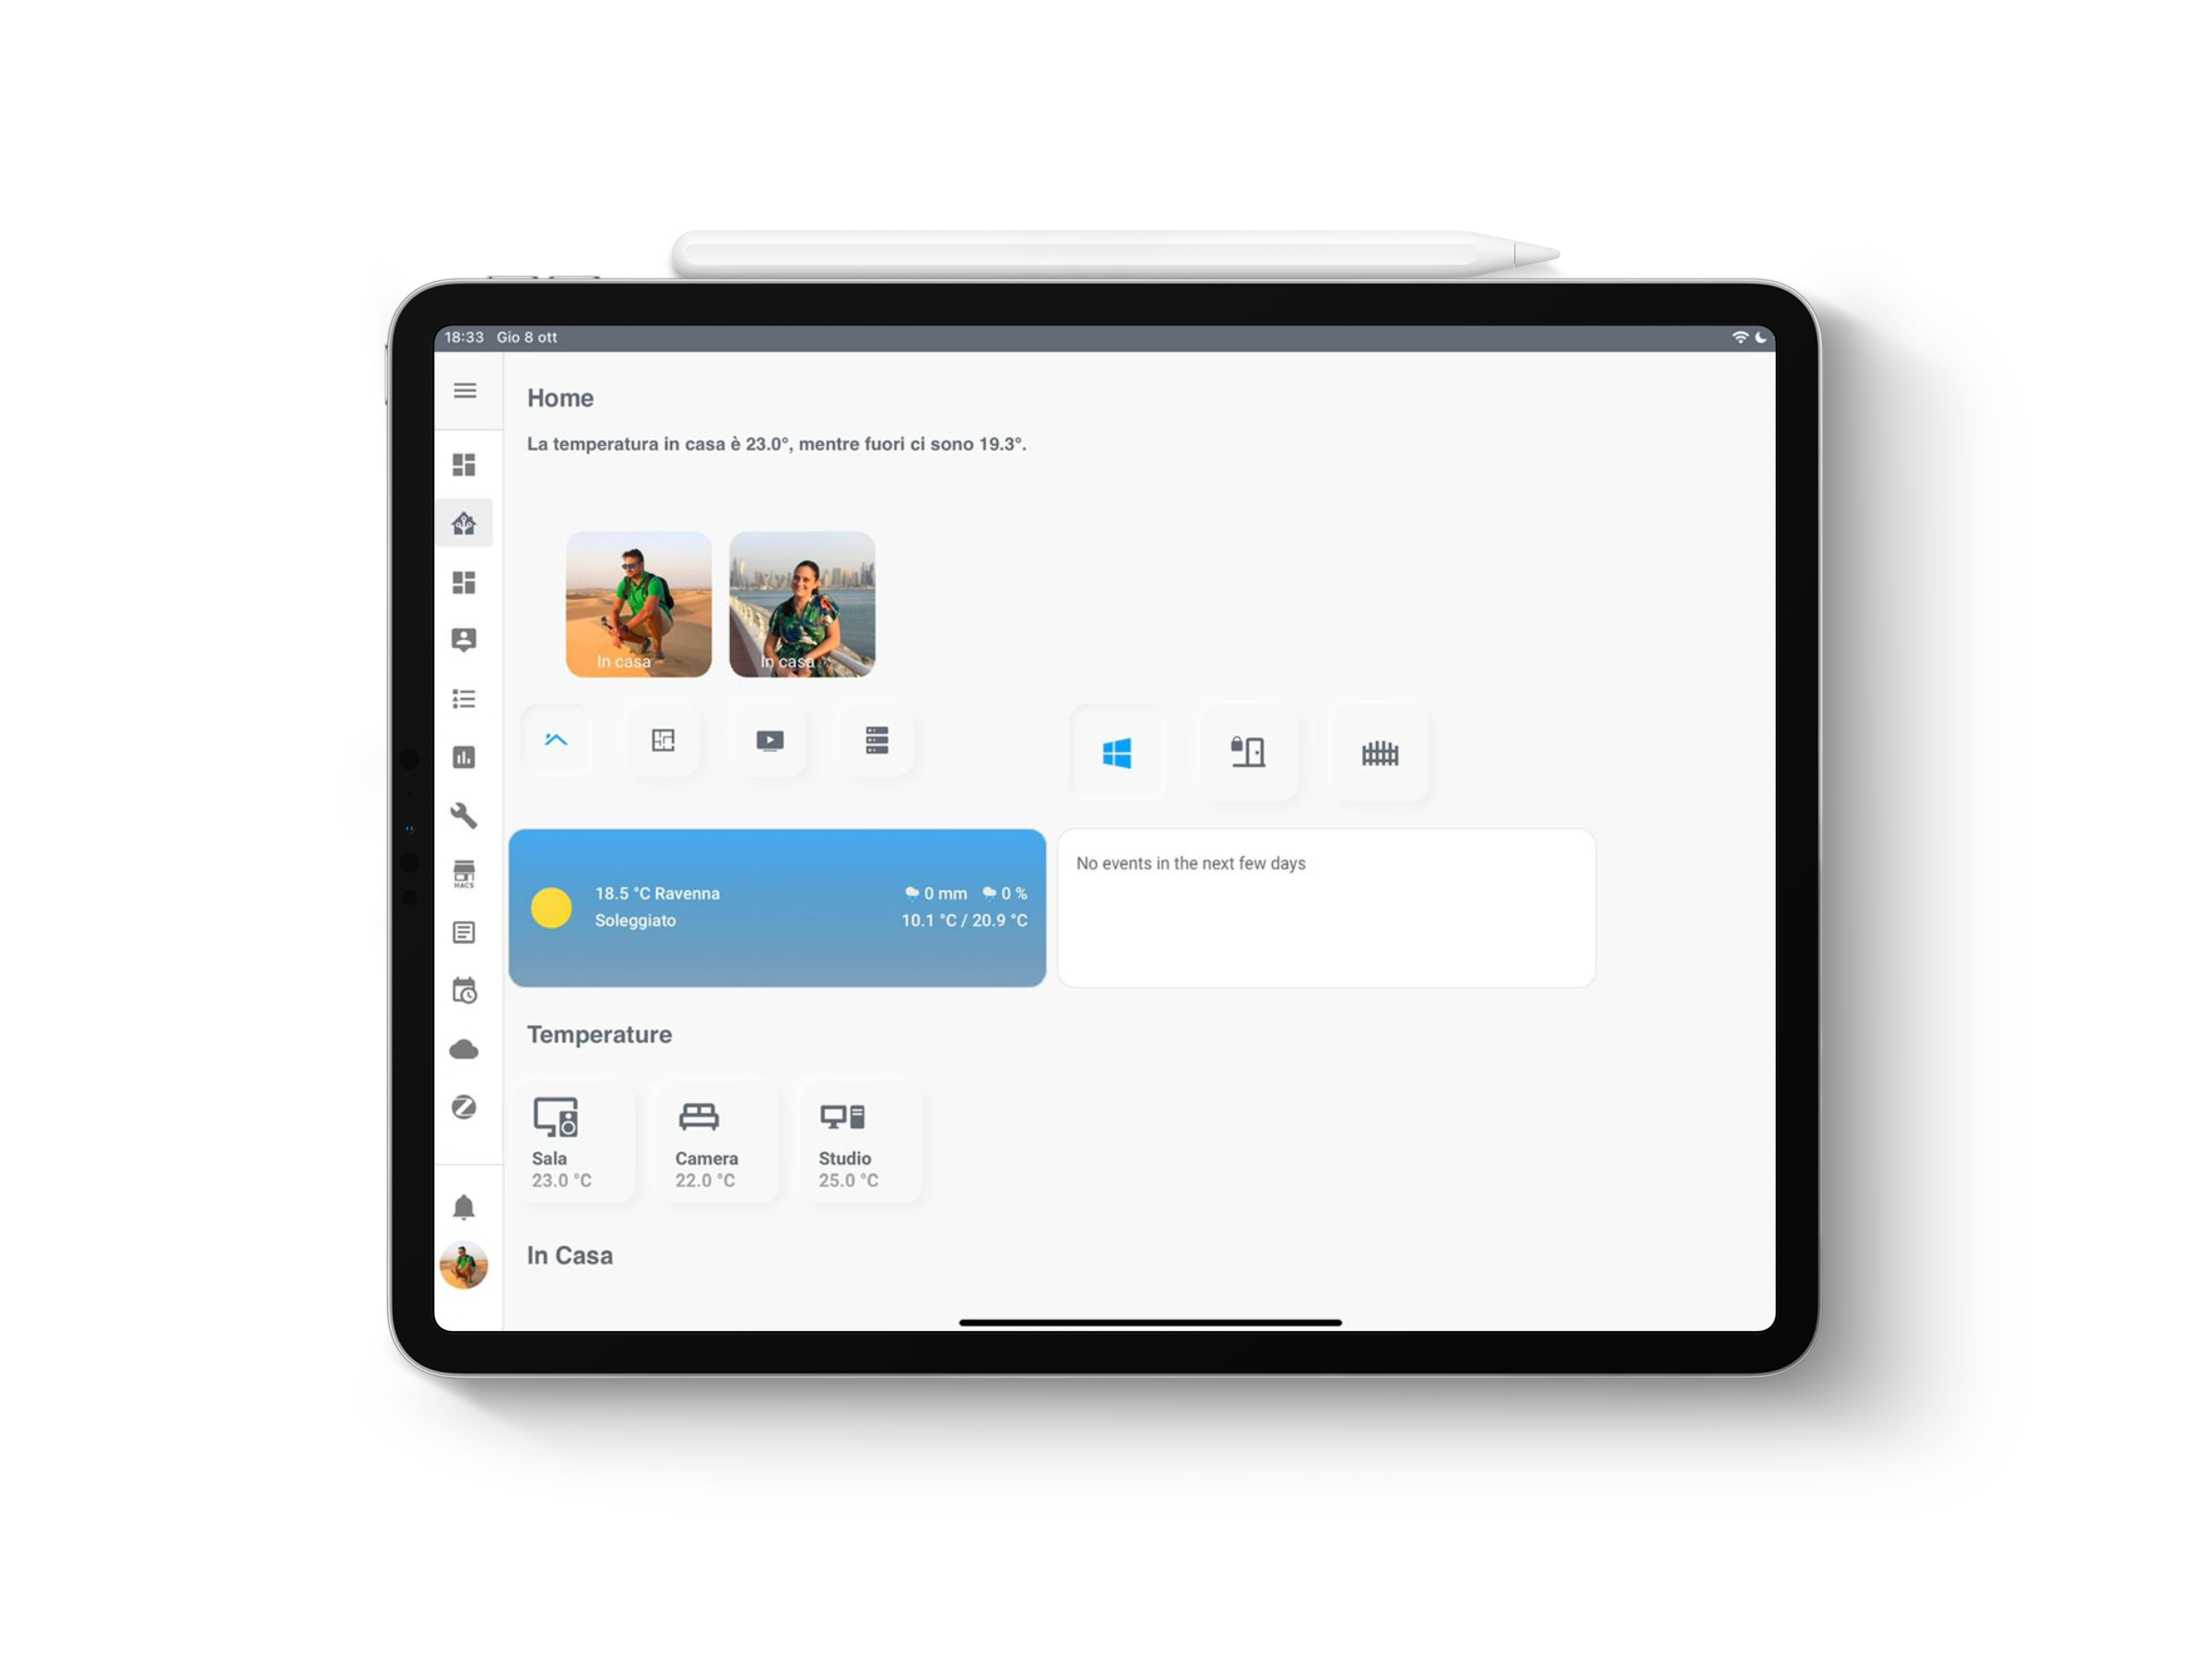 18:33 Gio 8 ott
Home
La temperatura in casa è 23.0°, mentre fuori ci sono 19.3°.
In casa
In casa
HACS
18.5 °C Ravenna
Soleggiato
0 mm 0 %
10.1 °C / 20.9 °C
No events in the next few days
Temperature
Sala
23.0 °C
Camera
22.0 °C
Studio
25.0 °C
In Casa